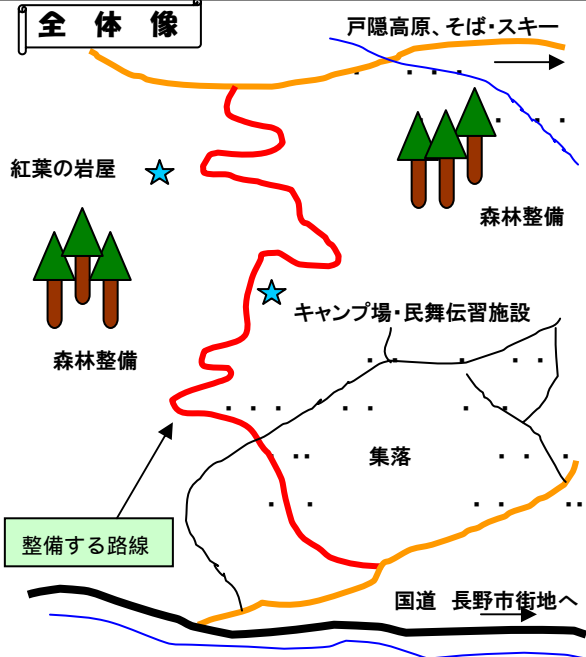 全体像
戸隠高原、そば・スキー
紅葉の岩屋
森林整備
キャンプ場・民舞伝習施設
森林整備
集落
整備する路線
国道 長野市街地へ